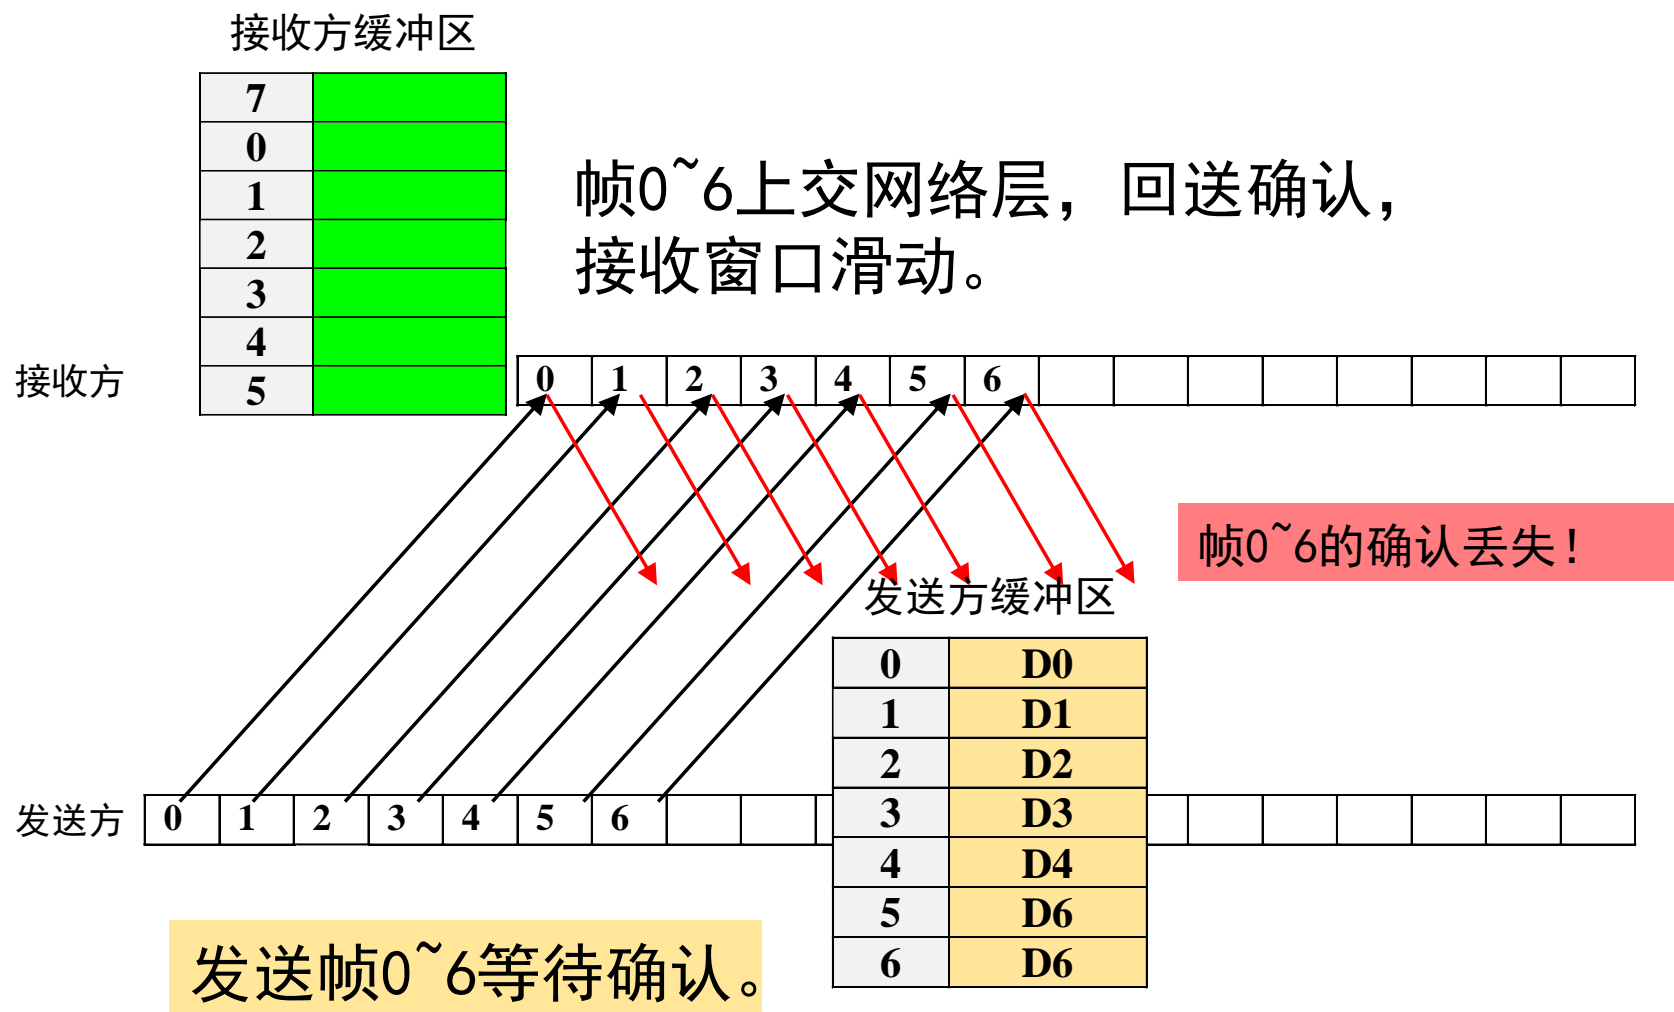 接收方缓冲区
7
0
1
2
3
4
5
帧0~6上交网络层，回送确认，
接收窗口滑动。
接收方
0 1 2 3 4 5 6
帧0~6的确认丢失！
发送方缓冲区
0 D0
1 D1
2 D2
3 D3
4 D4
5 D6
6 D6
发送方
0 1 2 3 4 5 6
发送帧0~6等待确认。